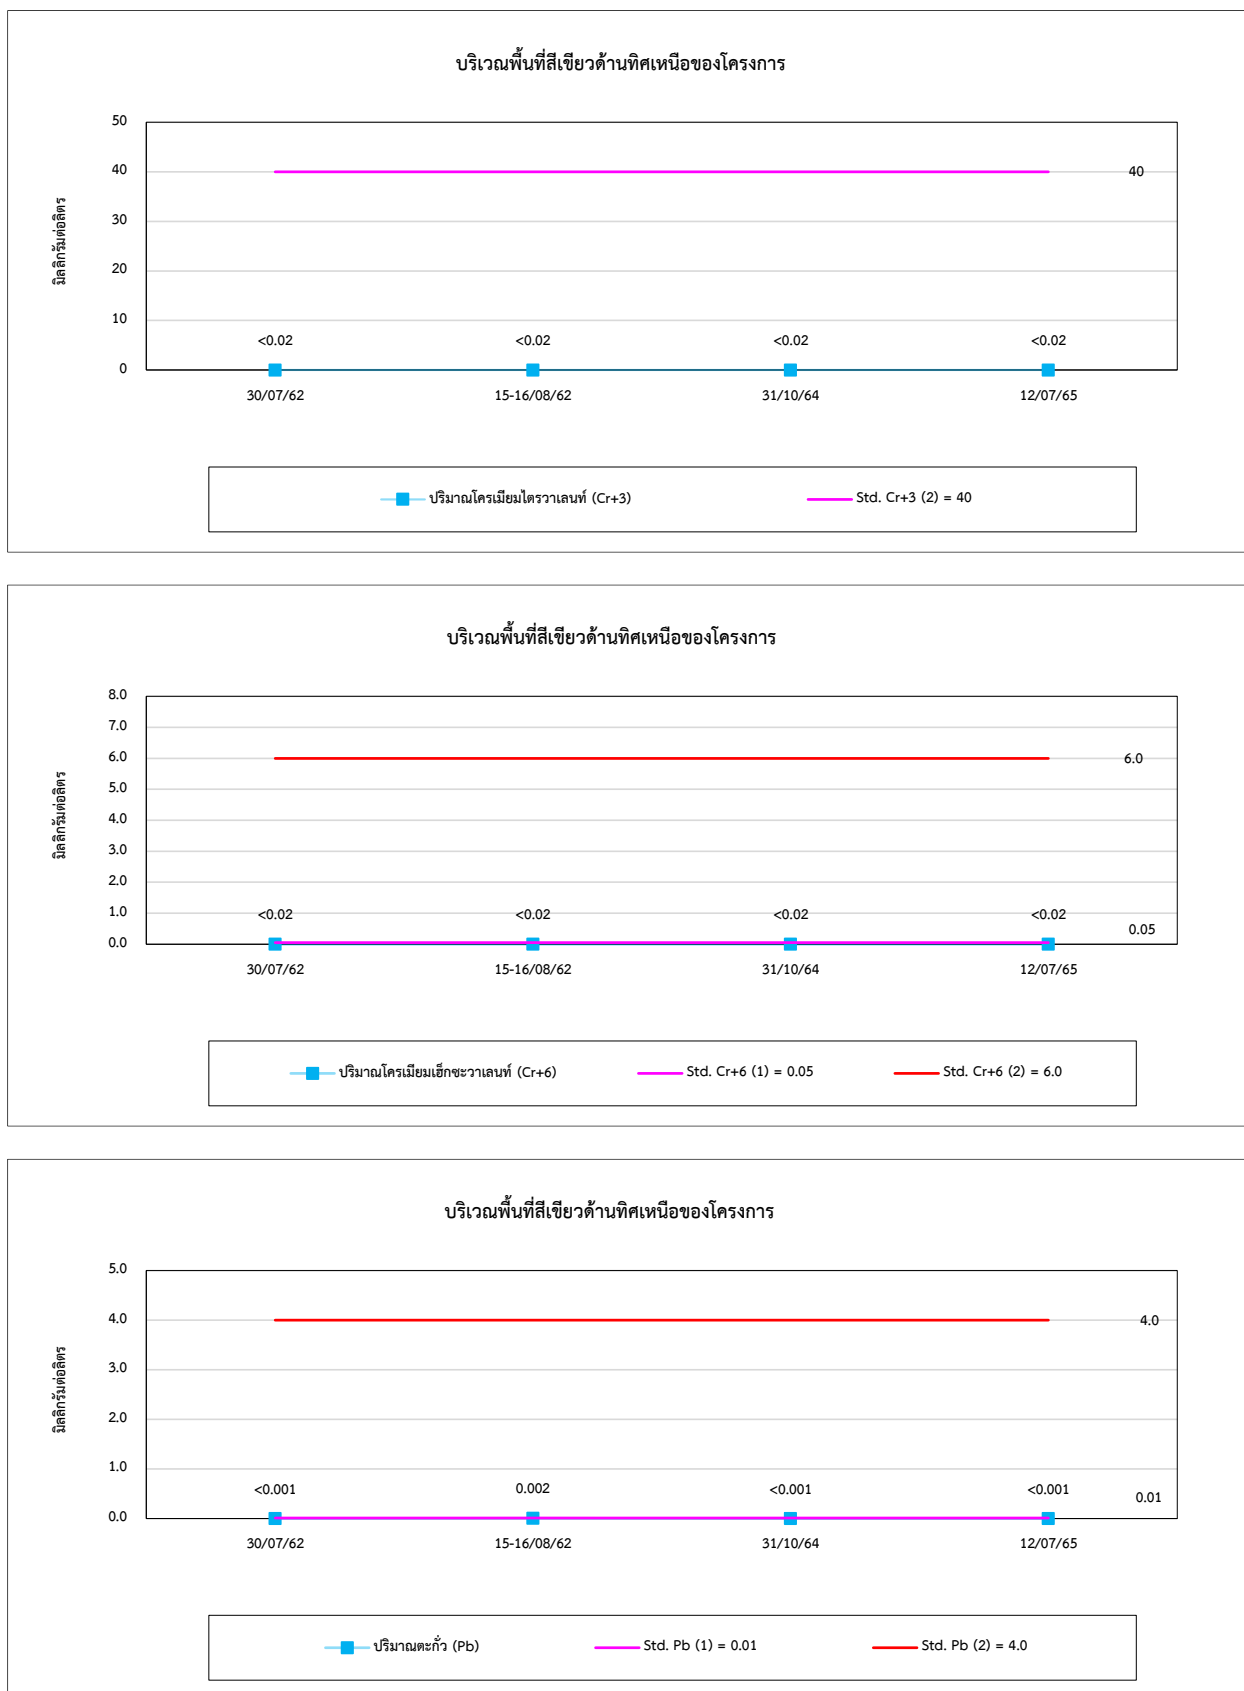 บริเวณพื้นที่สีเขียวด้านทิศเหนือของโครงการ
มิลลิกรัมต่อลิตร
50
40
30
20
10
0
40
<0.02 <0.02 <0.02 <0.02
30/07/62 15-16/08/62 31/10/64 12/07/65
ปริมาณโครเมียมไตรวาเลนท์ (Cr+3) Std. Cr+3 (2) = 40
บริเวณพื้นที่สีเขียวด้านทิศเหนือของโครงการ
มิลลิกรัมต่อลิตร
8.0
7.0
6.0
5.0
4.0
3.0
2.0
1.0
0.0
6.0
<0.02 <0.02 <0.02 <0.02
0.05
30/07/62 15-16/08/62 31/10/64 12/07/65
ปริมาณโครเมียมเฮ็กซะวาเลนท์ (Cr+6) Std. Cr+6 (1) = 0.05 Std. Cr+6 (2) = 6.0
บริเวณพื้นที่สีเขียวด้านทิศเหนือของโครงการ
มิลลิกรัมต่อลิตร
5.0
4.0
3.0
2.0
1.0
0.0
4.0
<0.001 0.002 <0.001 <0.001
0.01
30/07/62 15-16/08/62 31/10/64 12/07/65
ปริมาณตะกั่ว (Pb) Std. Pb (1) = 0.01 Std. Pb (2) = 4.0